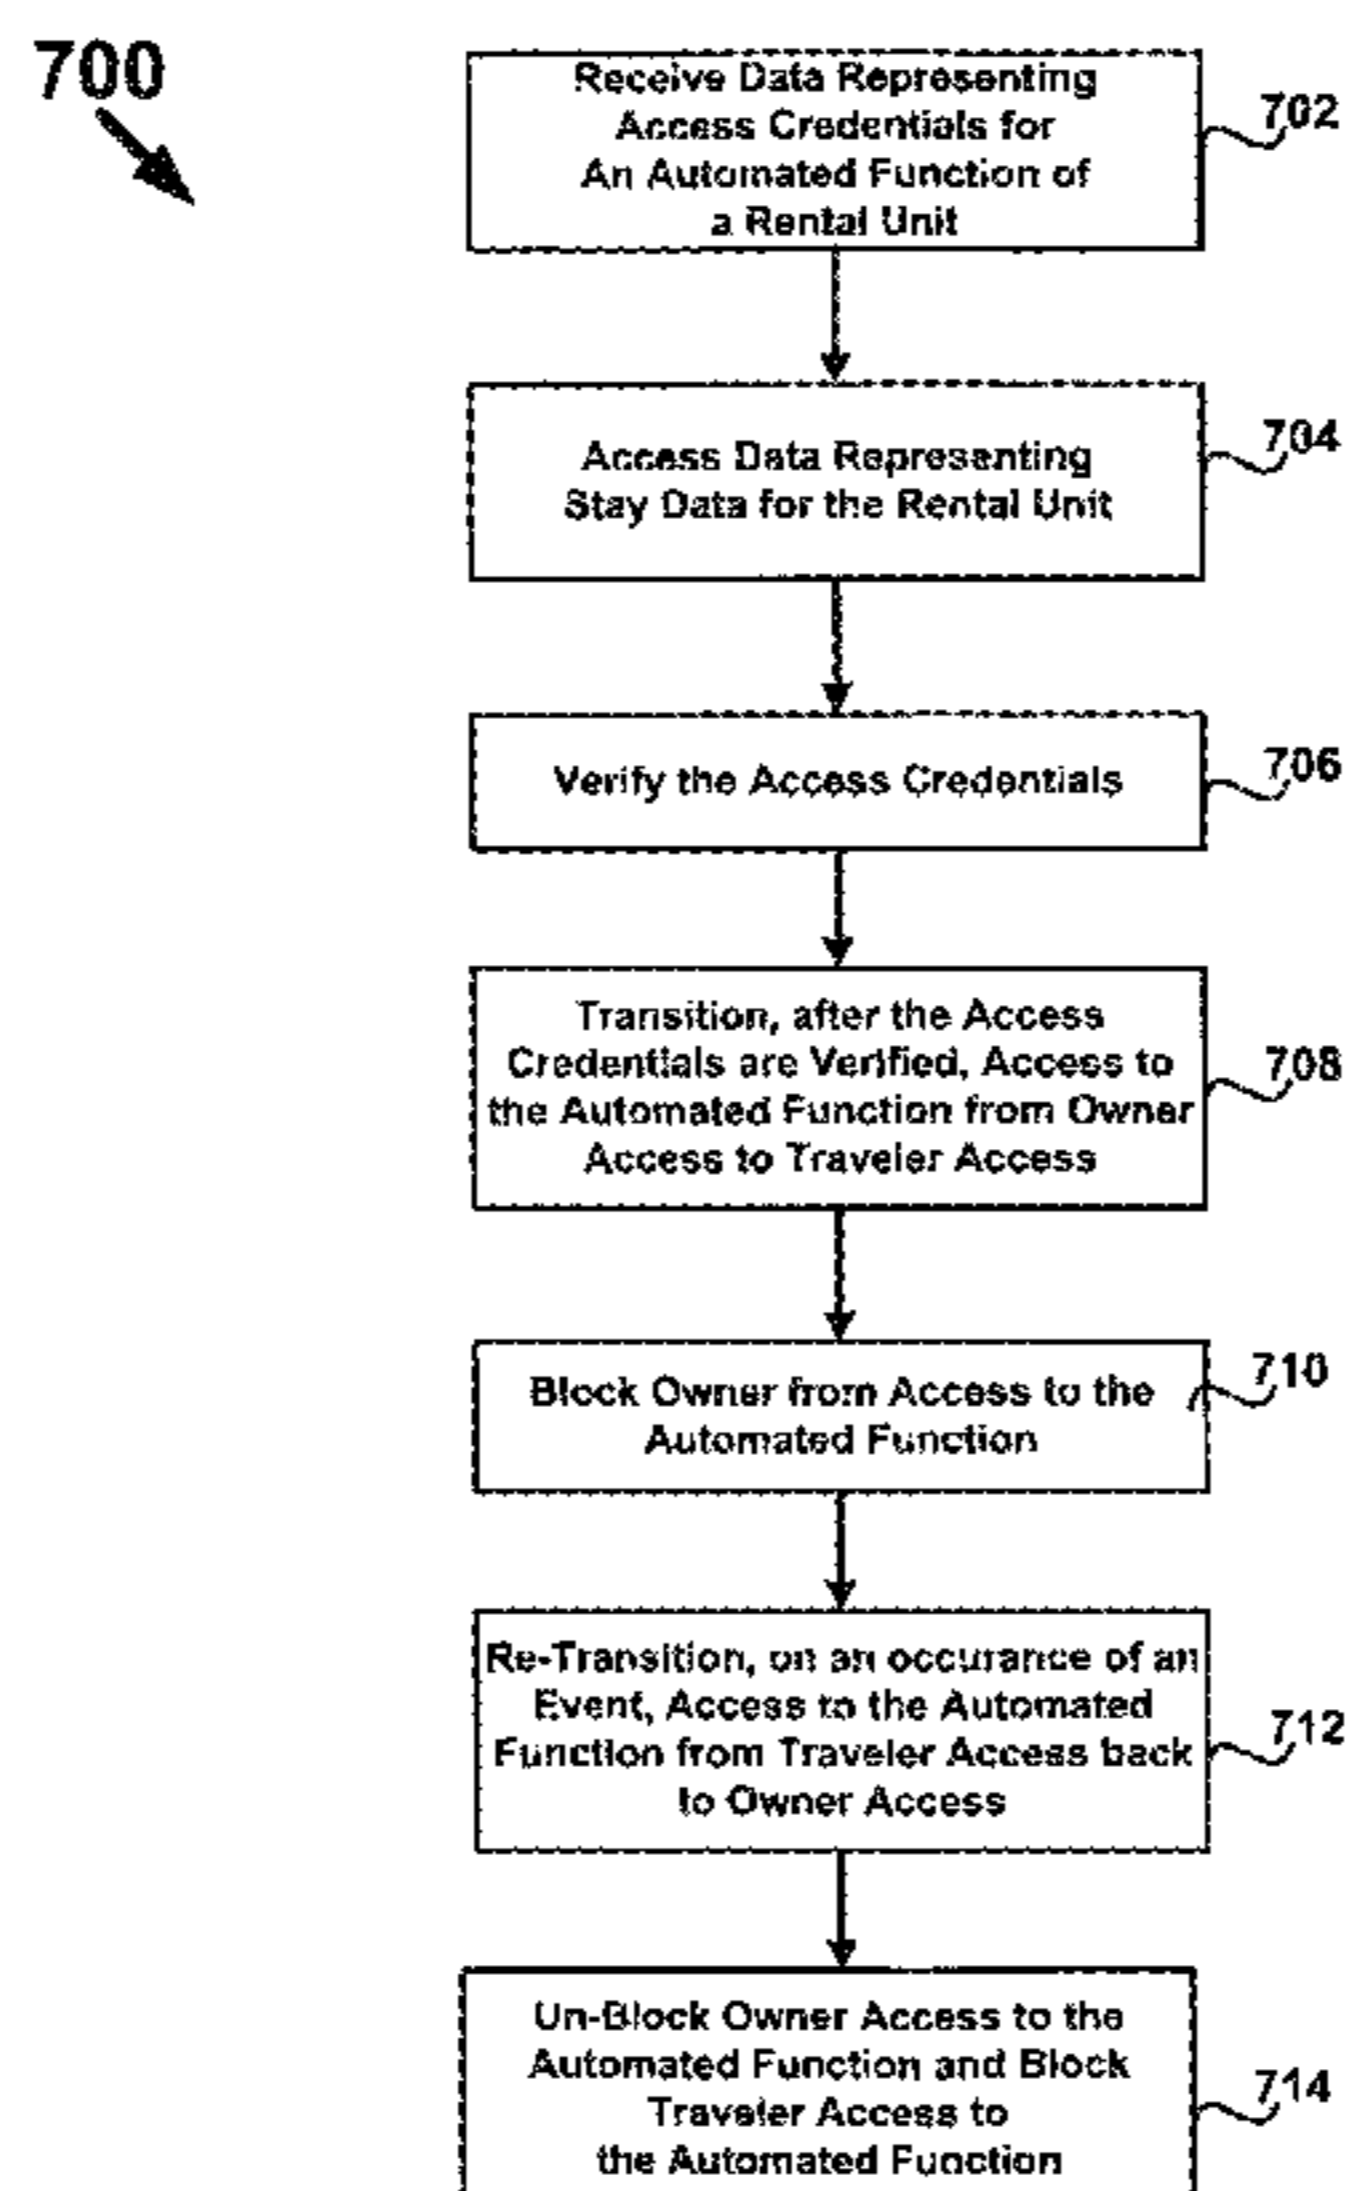 700
Receive Data Representing
Access Credentials for
An Automated Function of
a Rental Unit
702
Access Data Representing
Stay Data for the Rental Unit
704
Verify the Access Credentials
706
Transition, after the Access
Credentials are Verified, Access to
the Automated Function from Owner
Access to Traveler Access
708
Block Owner from Access to the
Automated Function
710
Re-Transition, on an occurance of an
Event, Access to the Automated
Function from Traveler Access back
to Owner Access
712
Un-Block Owner Access to the
Automated Function and Block
Traveler Access to
the Automated Function
714